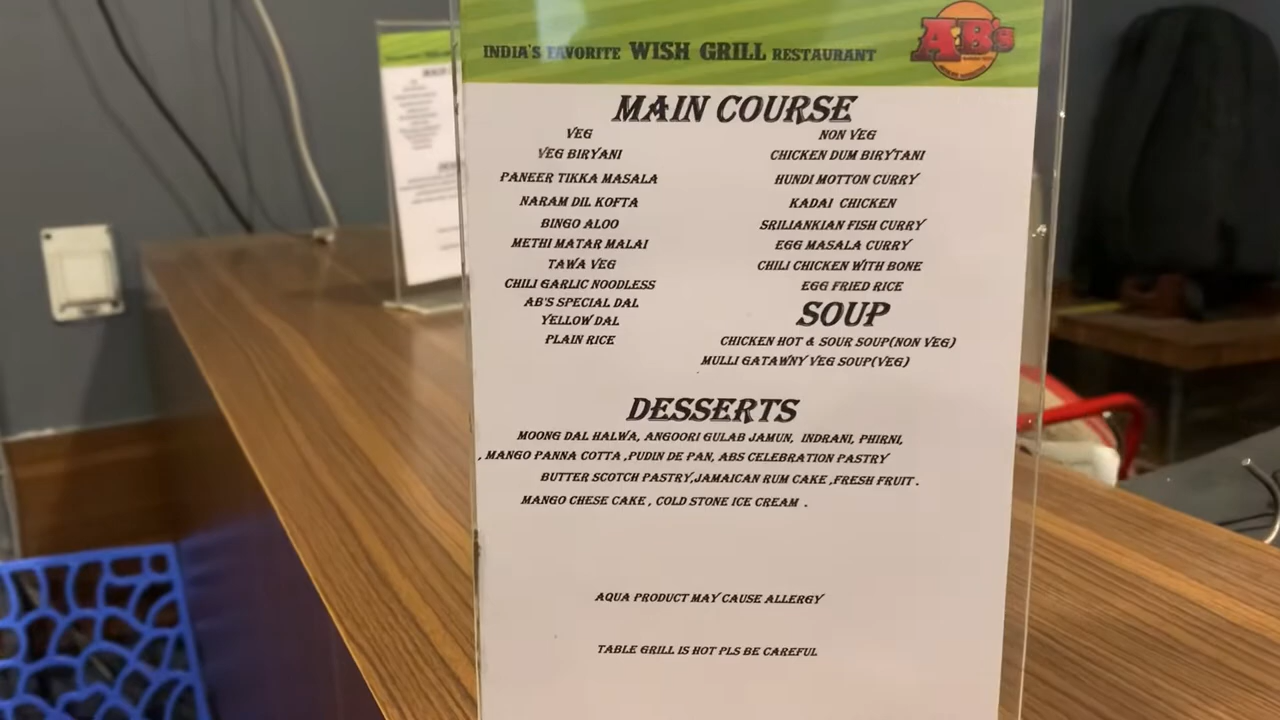 INDIA'S FAVORITE WISH GRILL RESTAURANT
AB's
MAIN COURSE
VEG
VEG BIRYANI
PANEER TIKKA MASALA
NARAM DIL KOFTA
BINGO ALOO
METHI MATAR MALAI
TAWA VEG
CHILI GARLIC NOODLESS
AB'S SPECIAL DAL
YELLOW DAL
PLAIN RICE
NON VEG
CHICKEN DUM BIRYTANI
HUNDI MOTTON CURRY
KADAI CHICKEN
SRILIANKIAN FISH CURRY
EGG MASALA CURRY
CHILI CHICKEN WITH BONE
EGG FRIED RICE
SOUP
CHICKEN HOT & SOUR SOUP(NON VEG)
MULLI GATAWNY VEG SOUP(VEG)
DESSERTS
MOONG DAL HALWA, ANGOORI GULAB JAMUN, INDRANI, PHIRNI,
, MANGO PANNA COTTA ,PUDIN DE PAN, ABS CELEBRATION PASTRY
BUTTER SCOTCH PASTRY,JAMAICAN RUM CAKE ,FRESH FRUIT .
MANGO CHESE CAKE , COLD STONE ICE CREAM .
AQUA PRODUCT MAY CAUSE ALLERGY
TABLE GRILL IS HOT PLS BE CAREFUL